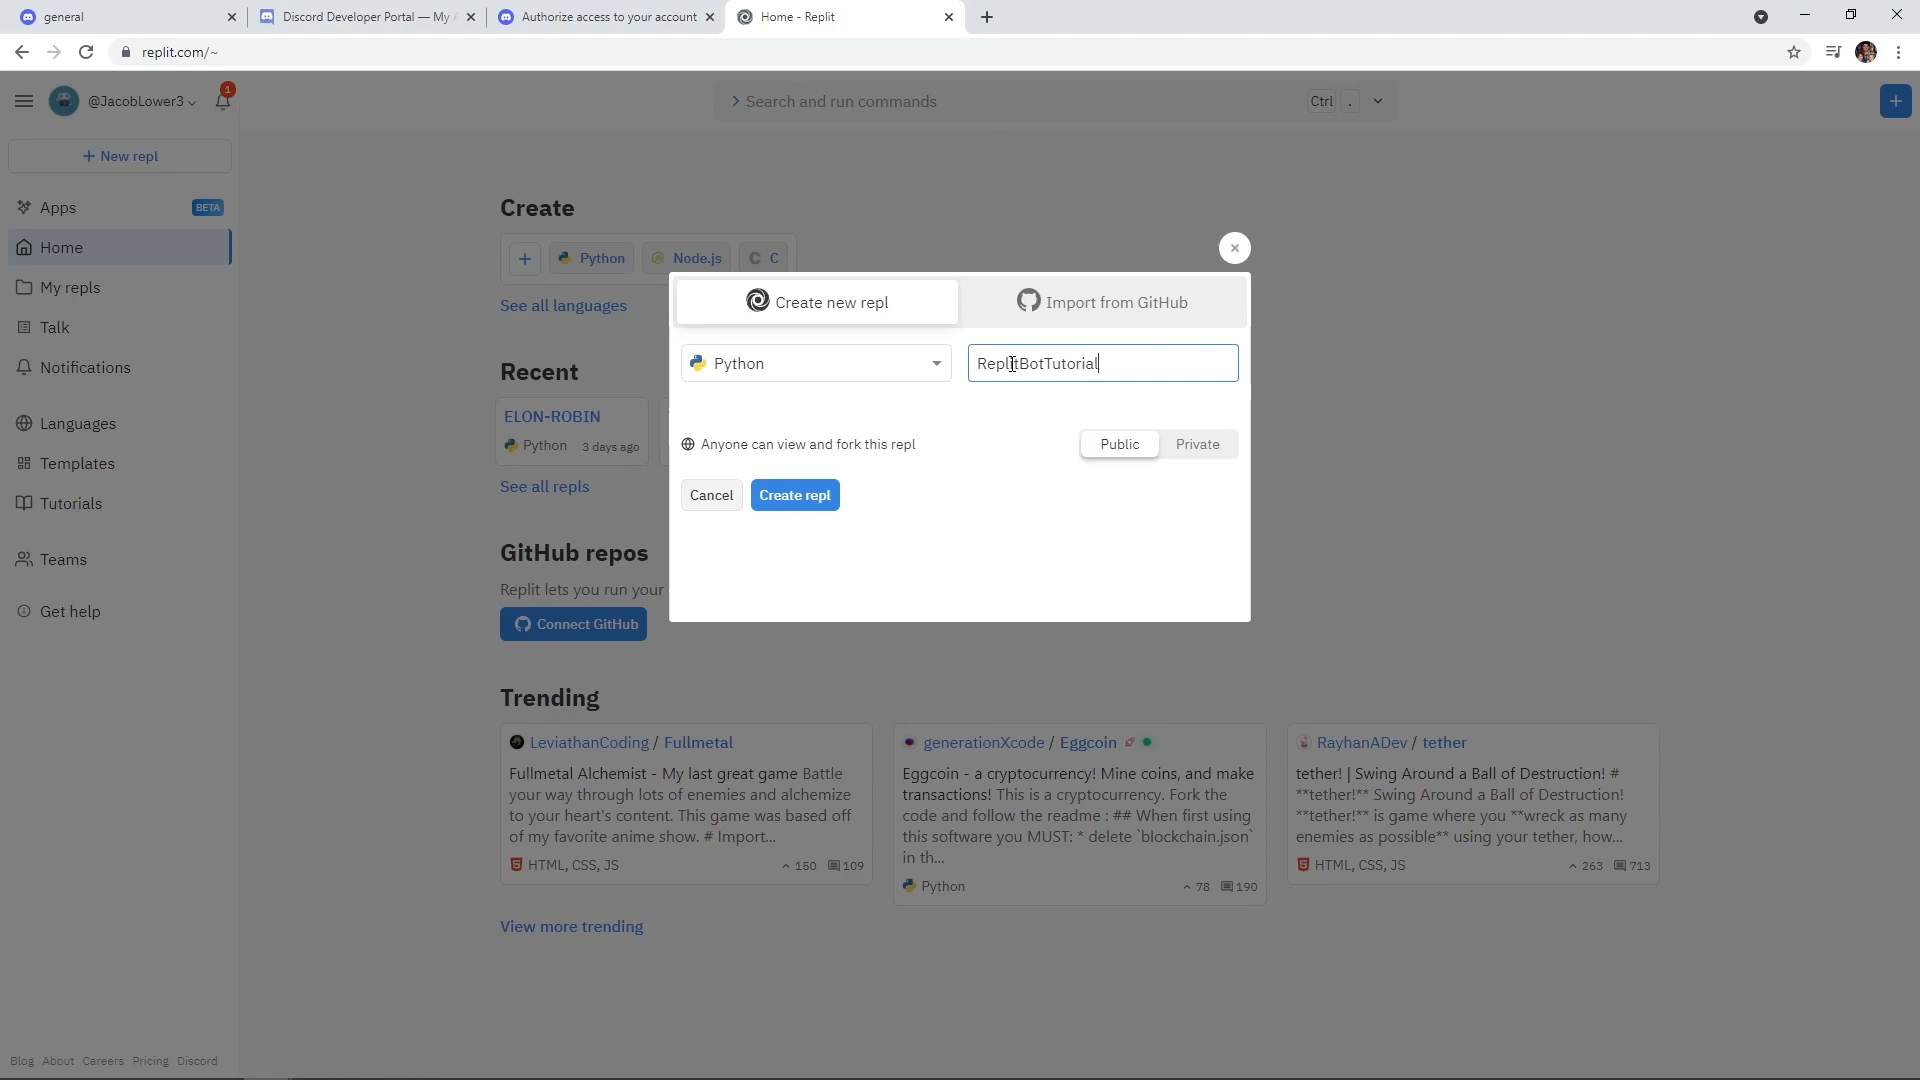 general
Discord Developer Portal — My A
Authorize access to your account
Home - Replit
replit.com/~
@JacobLower3
1
Search and run commands
Ctrl .
+ New repl
Apps BETA
Home
My repls
Talk
Notifications
Languages
Templates
Tutorials
Teams
Get help
Blog About Careers Pricing Discord
Create
+ Python Node.js C
See all languages
Recent
ELON-ROBIN
Python 3 days ago
See all repls
GitHub repos
Replit lets you run your
Connect GitHub
Create new repl
Import from GitHub
Python
ReplitBotTutorial
Anyone can view and fork this repl
Public Private
Cancel Create repl
Trending
LeviathanCoding / Fullmetal
Fullmetal Alchemist - My last great game Battle
your way through lots of enemies and alchemize
to your heart's content. This game was based off
of my favorite anime show. # Import...
HTML, CSS, JS 150 109
generationXcode / Eggcoin
Eggcoin - a cryptocurrency! Mine coins, and make
transactions! This is a cryptocurrency. Fork the
code and follow the readme : ## When first using
this software you MUST: * delete `blockchain.json`
in th...
Python 78 190
RayhanADev / tether
tether! | Swing Around a Ball of Destruction! #
**tether!** Swing Around a Ball of Destruction!
**tether!** is game where you **wreck as many
enemies as possible** using your tether, how...
HTML, CSS, JS 263 713
View more trending